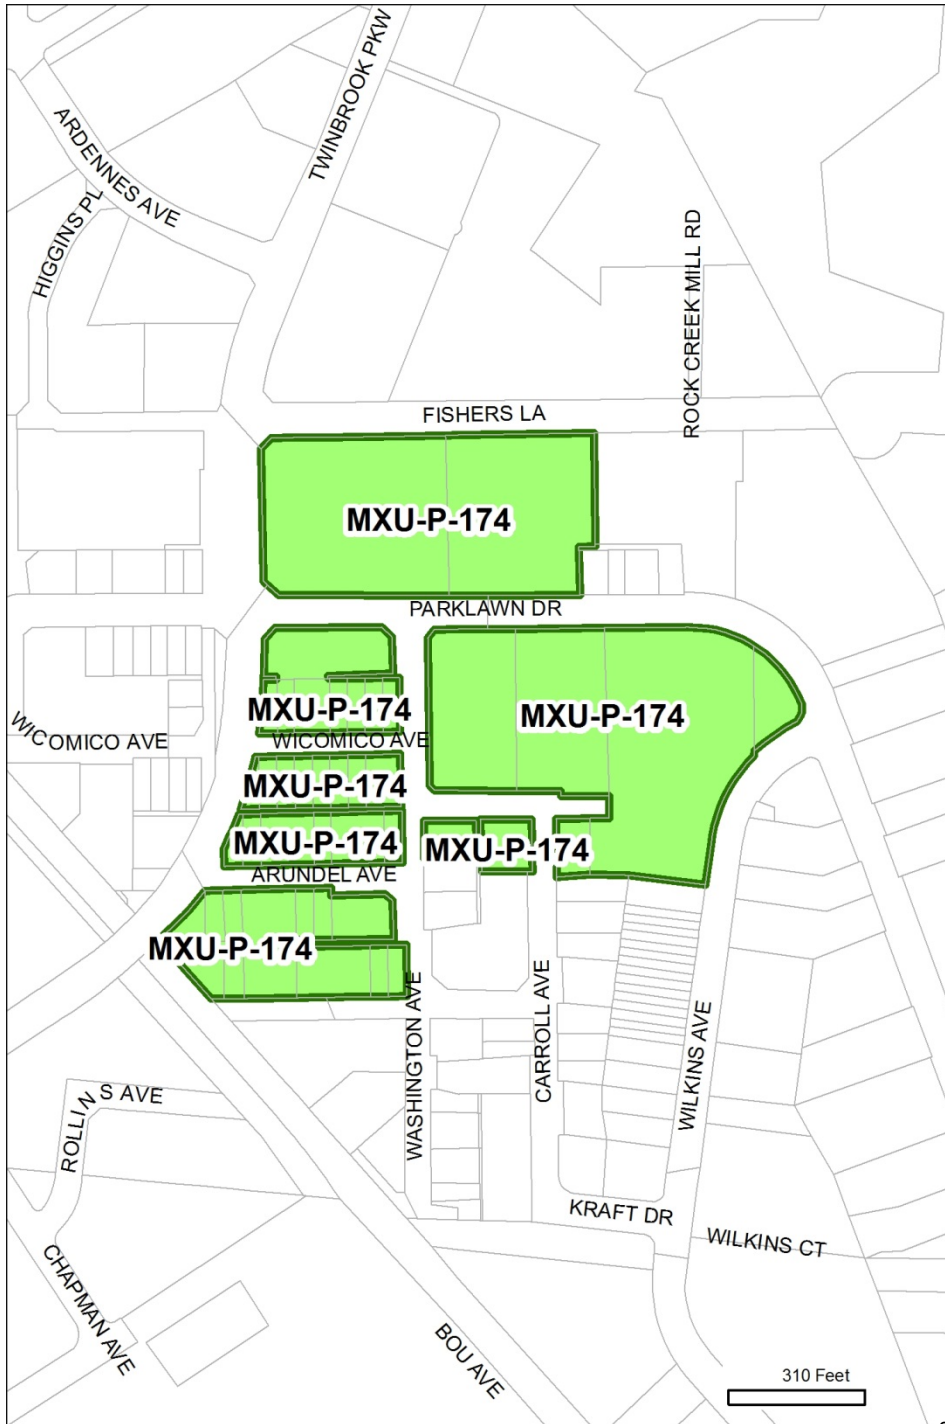 TWINBROOK PKW
ARDENNES AVE
HIGGINS PL
ROCK CREEK MILL RD
FISHERS LA
MXU-P-174
PARKLAWN DR
MXU-P-174
MXU-P-174
WICOMICO AVE
WICOMICO AVE
MXU-P-174
MXU-P-174
MXU-P-174
ARUNDEL AVE
MXU-P-174
WASHINGTON AVE
CARROLL AVE
WILKINS AVE
ROLLINS AVE
KRAFT DR
WILKINS CT
CHAPMAN AVE
BOU AVE
310 Feet